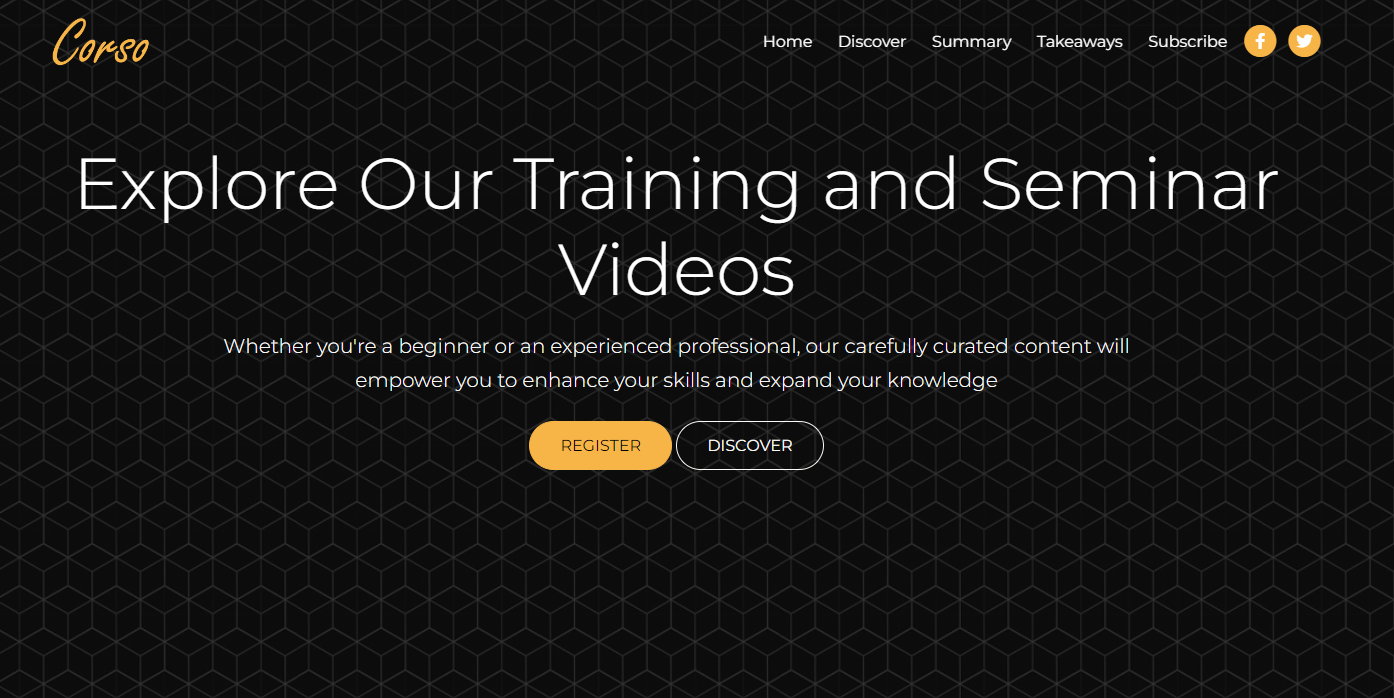 Corso
Home Discover Summary Takeaways Subscribe
Explore Our Training and Seminar
Videos
Whether you're a beginner or an experienced professional, our carefully curated content will
empower you to enhance your skills and expand your knowledge
REGISTER DISCOVER